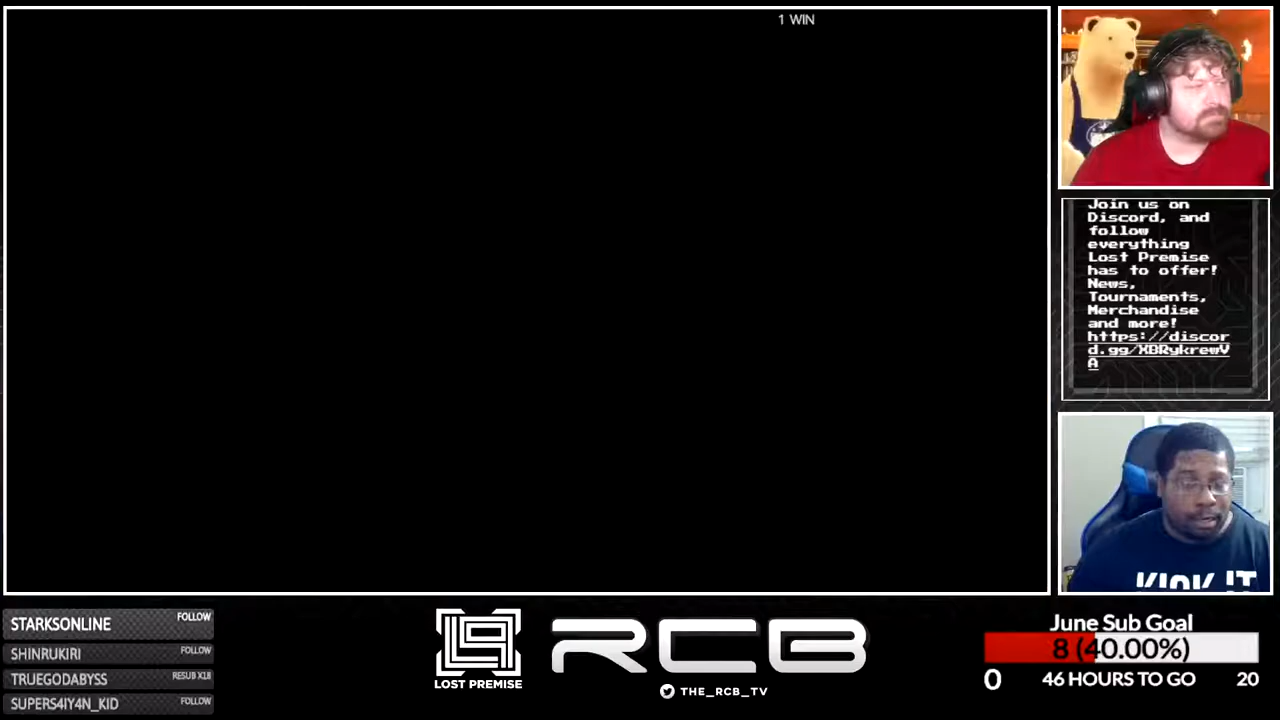 1 WIN
Join us on
Discord, and
follow
everything
Lost Premise
has to offer!
News,
Tournaments,
Merchandise
and more!
https://discor
d.gg/XBRykrewV
A
KICK IT
STARKSONLINE FOLLOW
SHINRUKIRI FOLLOW
TRUEGODABYSS RESUB X18
SUPERS4IY4N_KID FOLLOW
LOST PREMISE
RCB
THE_RCB_TV
June Sub Goal
8 (40.00%)
0 46 HOURS TO GO 20